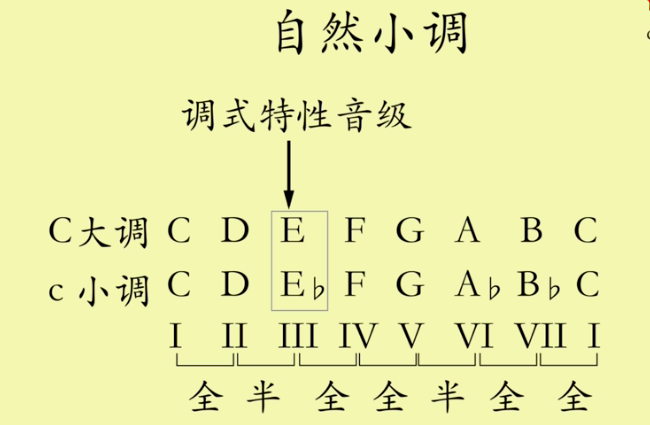 自然小调
调式特性音级
C大调 C D E F G A B C
c小调 C D E♭ F G A♭ B♭ C
I II III IV V VI VII I
全 半 全 全 半 全 全